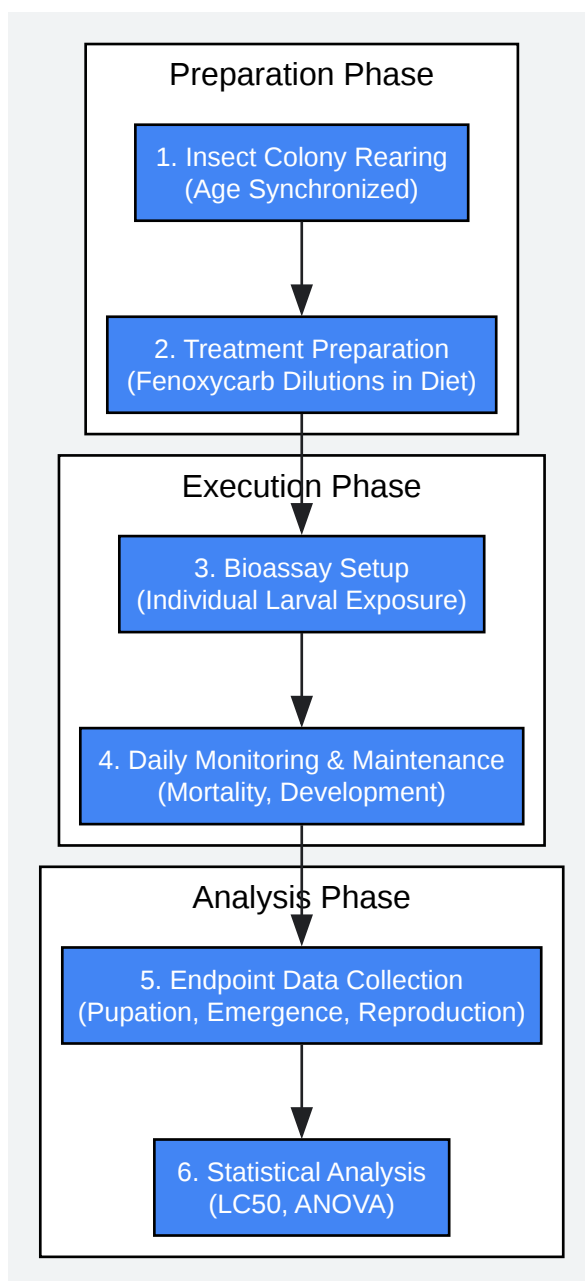 Preparation Phase
1. Insect Colony Rearing
(Age Synchronized)
2. Treatment Preparation
(Fenoxycarb Dilutions in Diet)
Execution Phase
3. Bioassay Setup
(Individual Larval Exposure)
4. Daily Monitoring & Maintenance
(Mortality, Development)
Analysis Phase
5. Endpoint Data Collection
(Pupation, Emergence, Reproduction)
6. Statistical Analysis
(LC50, ANOVA)